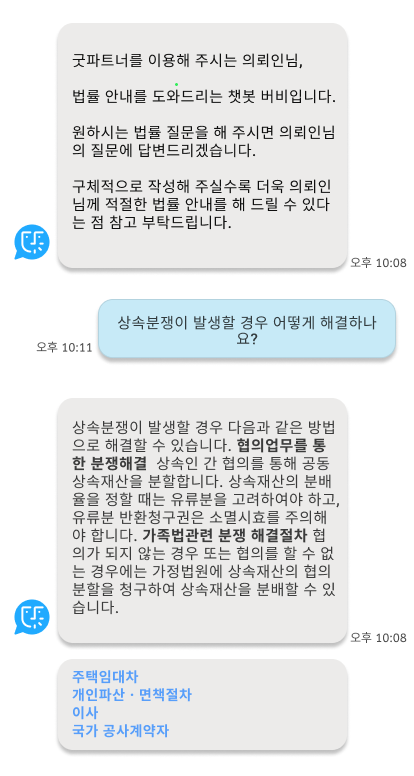 굿파트너를 이용해 주시는 의뢰인님,
법률 안내를 도와드리는 챗봇 버비입니다.
원하시는 법률 질문을 해 주시면 의뢰인님
의 질문에 답변드리겠습니다.
구체적으로 작성해 주실수록 더욱 의뢰인
님께 적절한 법률 안내를 해 드릴 수 있다
는 점 참고 부탁드립니다.
오후 10:08
상속분쟁이 발생할 경우 어떻게 해결하나
요?
오후 10:11
상속분쟁이 발생할 경우 다음과 같은 방법
으로 해결할 수 있습니다. 협의업무를 통
한 분쟁해결 상속인 간 협의를 통해 공동
상속재산을 분할합니다. 상속재산의 분배
율을 정할 때는 유류분을 고려하여야 하고,
유류분 반환청구권은 소멸시효를 주의해
야 합니다. 가족법관련 분쟁 해결절차 협
의가 되지 않는 경우 또는 협의를 할 수 없
는 경우에는 가정법원에 상속재산의 협의
분할을 청구하여 상속재산을 분배할 수 있
습니다.
오후 10:08
주택임대차
개인파산 · 면책절차
이사
국가 공사계약자